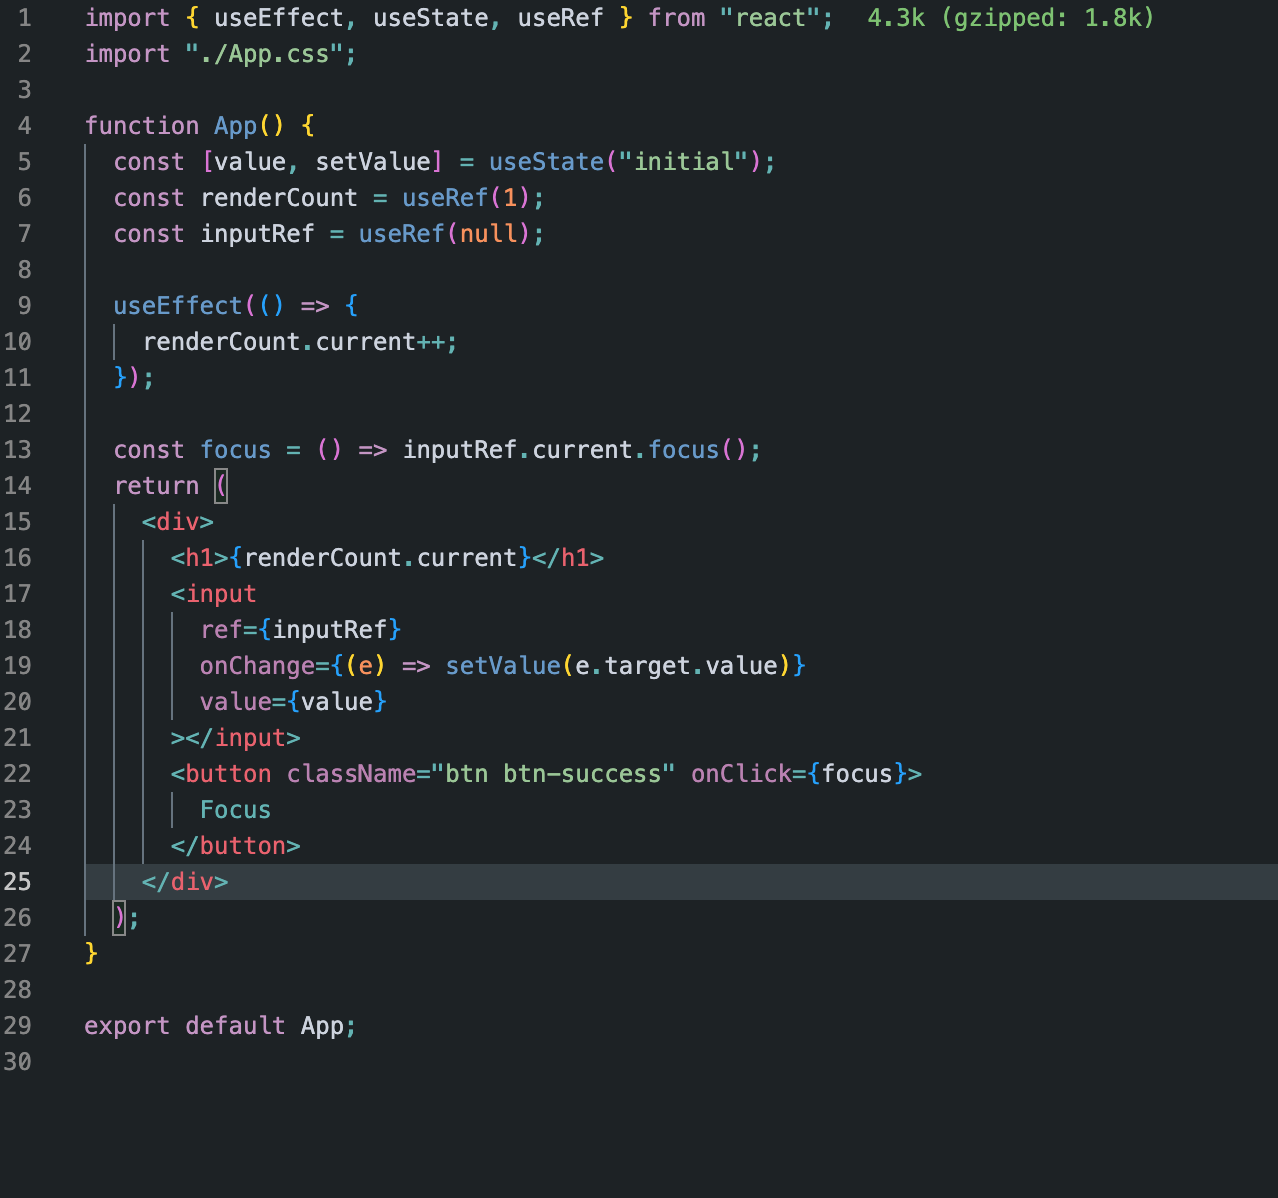 1 import { useEffect, useState, useRef } from "react"; 4.3k (gzipped: 1.8k)
2 import "./App.css";
3
4 function App() {
5 const [value, setValue] = useState("initial");
6 const renderCount = useRef(1);
7 const inputRef = useRef(null);
8
9 useEffect(() => {
10 renderCount.current++;
11 });
12
13 const focus = () => inputRef.current.focus();
14 return (
15 <div>
16 <h1>{renderCount.current}</h1>
17 <input
18 ref={inputRef}
19 onChange={(e) => setValue(e.target.value)}
20 value={value}
21 ></input>
22 <button className="btn btn-success" onClick={focus}>
23 Focus
24 </button>
25 </div>
26 );
27 }
28
29 export default App;
30